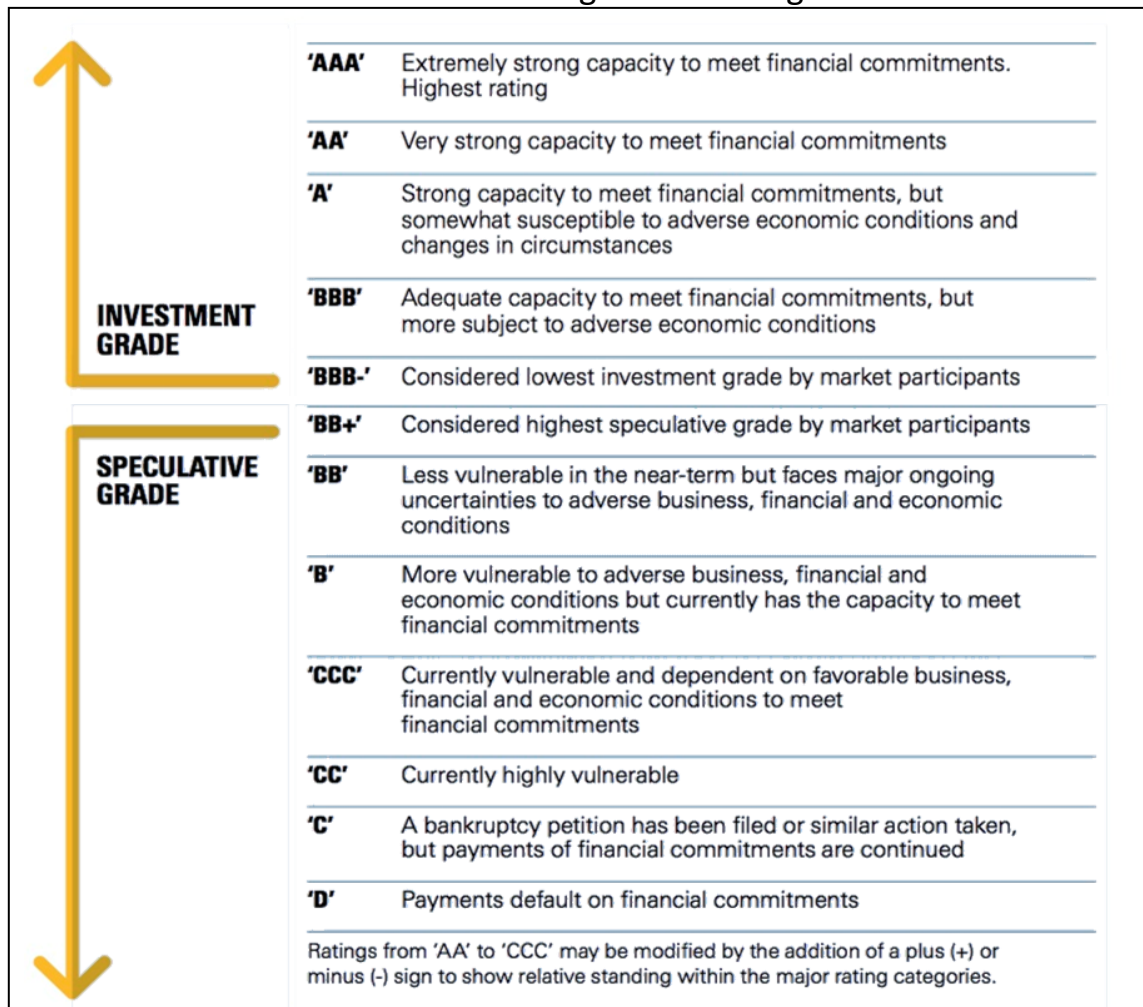 'AAA' Extremely strong capacity to meet financial commitments.
Highest rating
'AA' Very strong capacity to meet financial commitments
'A' Strong capacity to meet financial commitments, but
somewhat susceptible to adverse economic conditions and
changes in circumstances
INVESTMENT
GRADE
'BBB' Adequate capacity to meet financial commitments, but
more subject to adverse economic conditions
'BBB-' Considered lowest investment grade by market participants
'BB+' Considered highest speculative grade by market participants
SPECULATIVE
GRADE
'BB' Less vulnerable in the near-term but faces major ongoing
uncertainties to adverse business, financial and economic
conditions
'B' More vulnerable to adverse business, financial and
economic conditions but currently has the capacity to meet
financial commitments
'CCC' Currently vulnerable and dependent on favorable business,
financial and economic conditions to meet
financial commitments
'CC' Currently highly vulnerable
'C' A bankruptcy petition has been filed or similar action taken,
but payments of financial commitments are continued
'D' Payments default on financial commitments
Ratings from 'AA' to 'CCC' may be modified by the addition of a plus (+) or
minus (-) sign to show relative standing within the major rating categories.